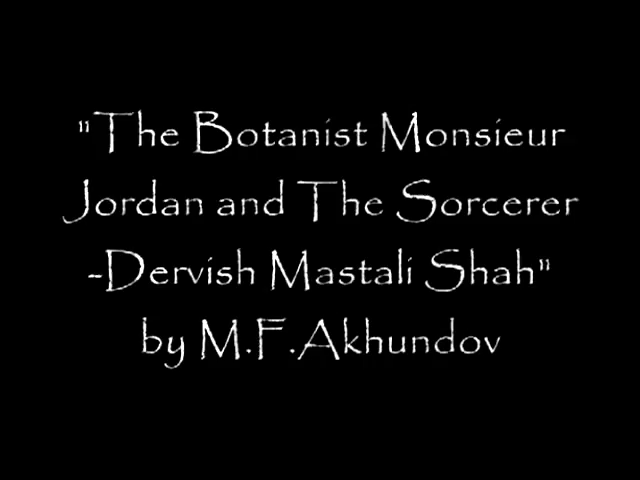 "The Botanist Monsieur
Jordan and The Sorcerer
-Dervish Mastali Shah"
by M.F.Akhundov